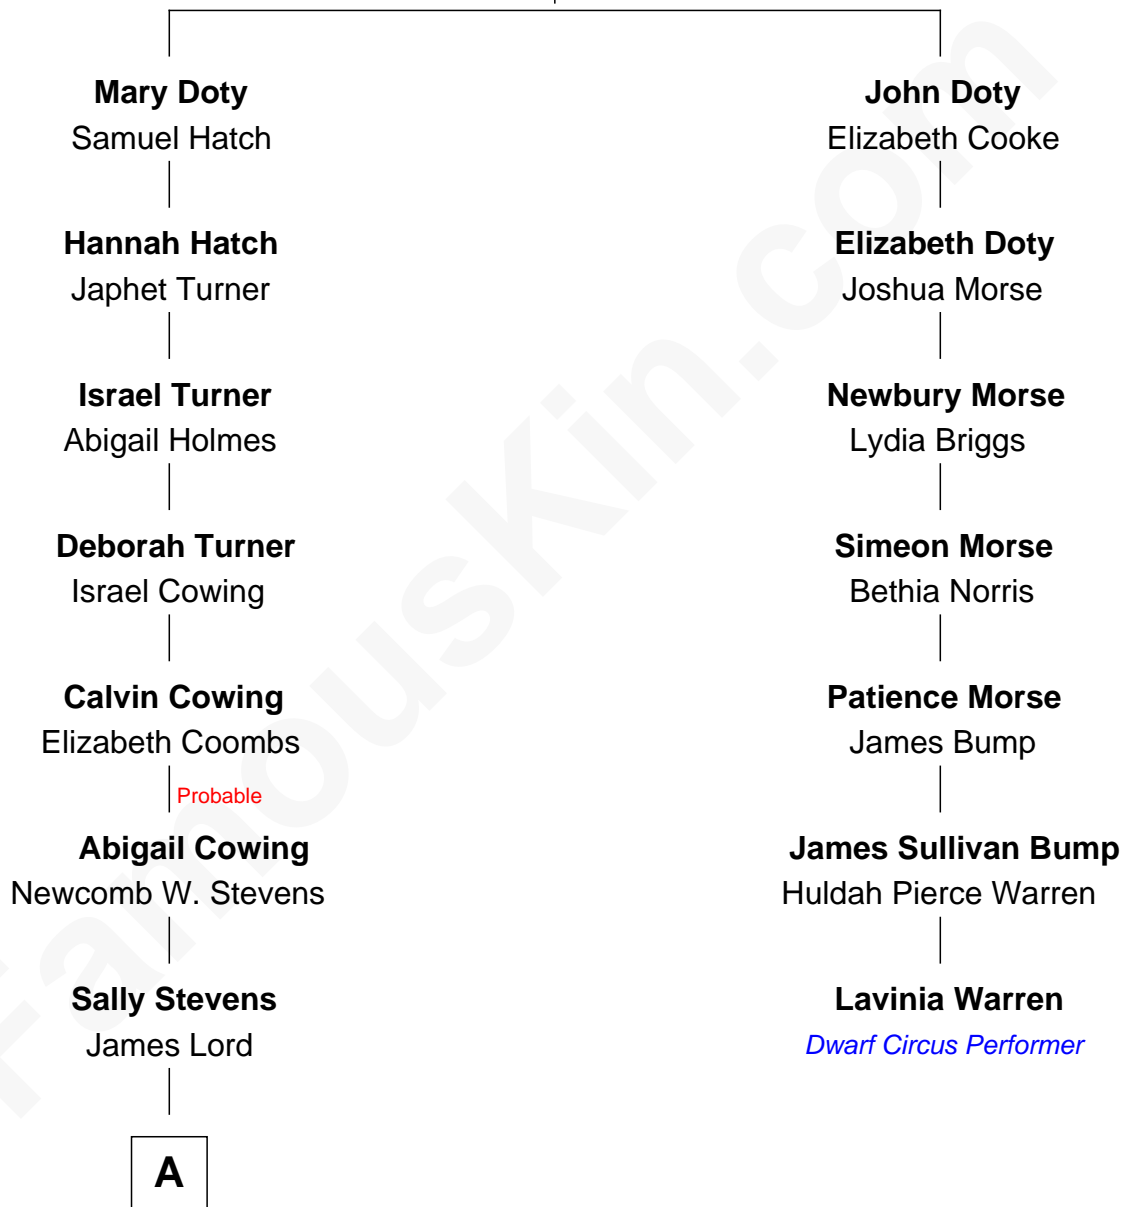 Mary Doty
Samuel Hatch
Hannah Hatch
Japhet Turner
Israel Turner
Abigail Holmes
Deborah Turner
Israel Cowing
Calvin Cowing
Elizabeth Coombs
Probable
Abigail Cowing
Newcomb W. Stevens
Sally Stevens
James Lord
A
John Doty
Elizabeth Cooke
Elizabeth Doty
Joshua Morse
Newbury Morse
Lydia Briggs
Simeon Morse
Bethia Norris
Patience Morse
James Bump
James Sullivan Bump
Huldah Pierce Warren
Lavinia Warren
Dwarf Circus Performer
FamousKin.com